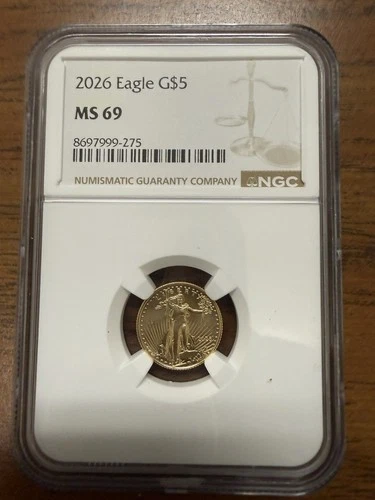 2026 Eagle G$5
MS 69
8697999-275
NUMISMATIC GUARANTY COMPANY NGC